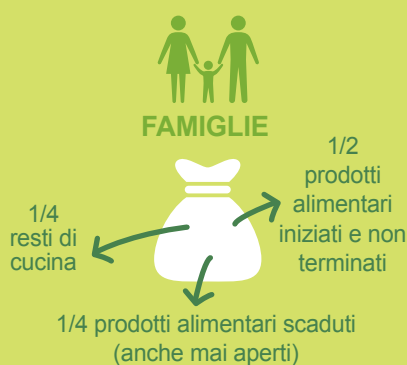 FAMIGLIE
1/2
prodotti
alimentari
iniziati e non
terminati
1/4
resti di
cucina
1/4 prodotti alimentari scaduti
(anche mai aperti)